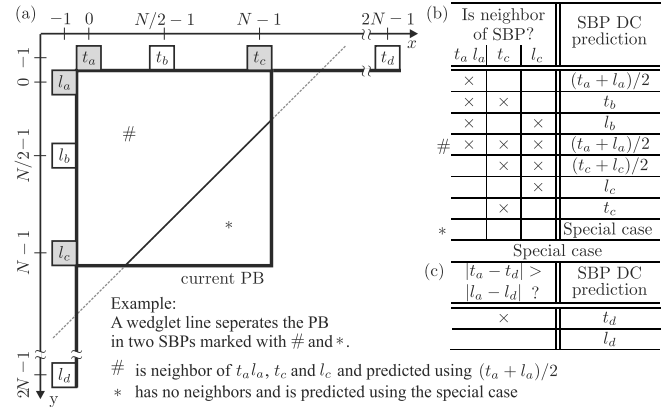 (a)
−1 0 N/2−1 N−1 2N−1
x
t_a t_b t_c t_d
−1
0
N/2−1
N−1
2N−1
y
l_a
l_b
l_c
l_d
#
*
current PB
Example:
A wedglet line seperates the PB
in two SBPs marked with # and *.
# is neighbor of t_a l_a, t_c and l_c and predicted using (t_a + l_a)/2
* has no neighbors and is predicted using the special case
(b)
Is neighbor SBP DC
of SBP? prediction
t_a l_a t_c l_c
× (t_a + l_a)/2
× × t_b
× × l_b
# × × × (t_a + l_a)/2
× × (t_c + l_c)/2
× l_c
× t_c
* Special case
Special case
(c) |t_a − t_d| > SBP DC
|l_a − l_d| ? prediction
× t_d
l_d